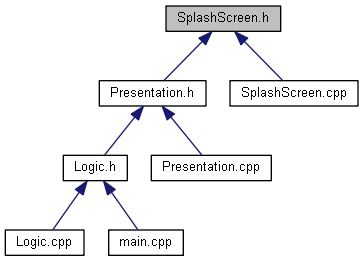 SplashScreen.h
Presentation.h
SplashScreen.cpp
Logic.h
Presentation.cpp
Logic.cpp
main.cpp